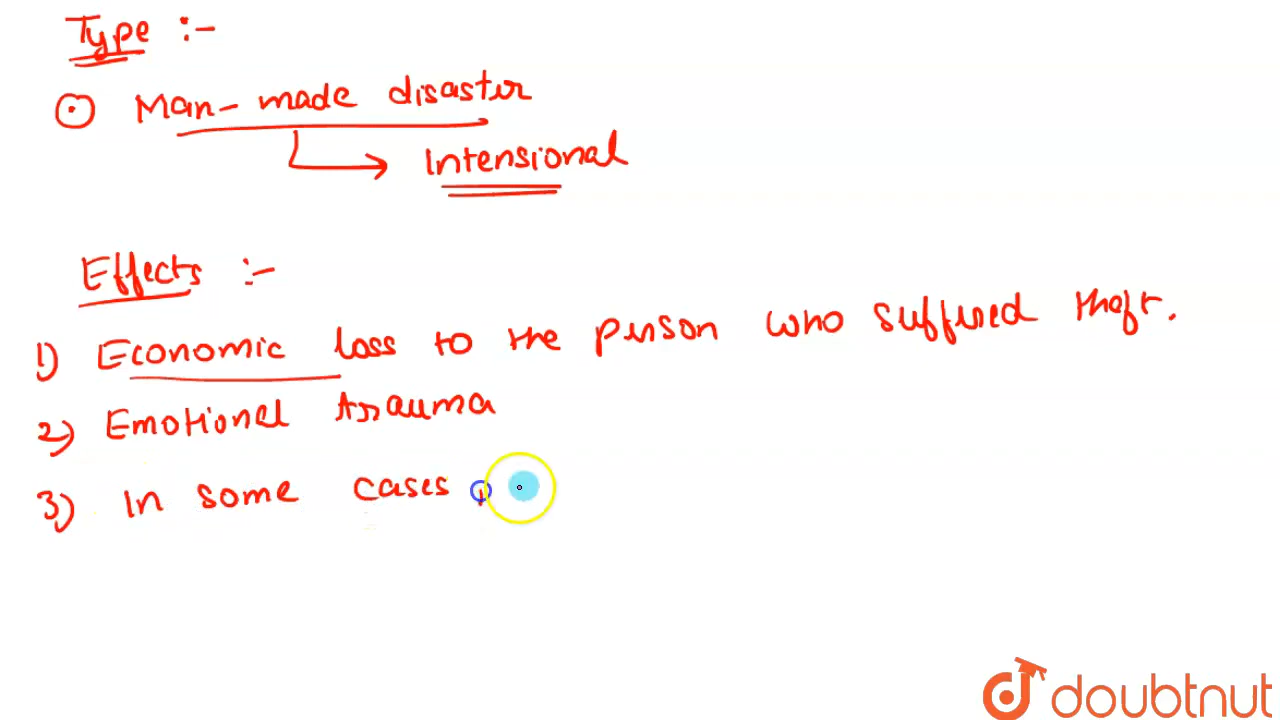 Type :-
Man-made disaster
Intensional
Effects :-
1) Economic loss to the person who suffered theft.
2) Emotional trauma
3) In some cases,
doubtnut